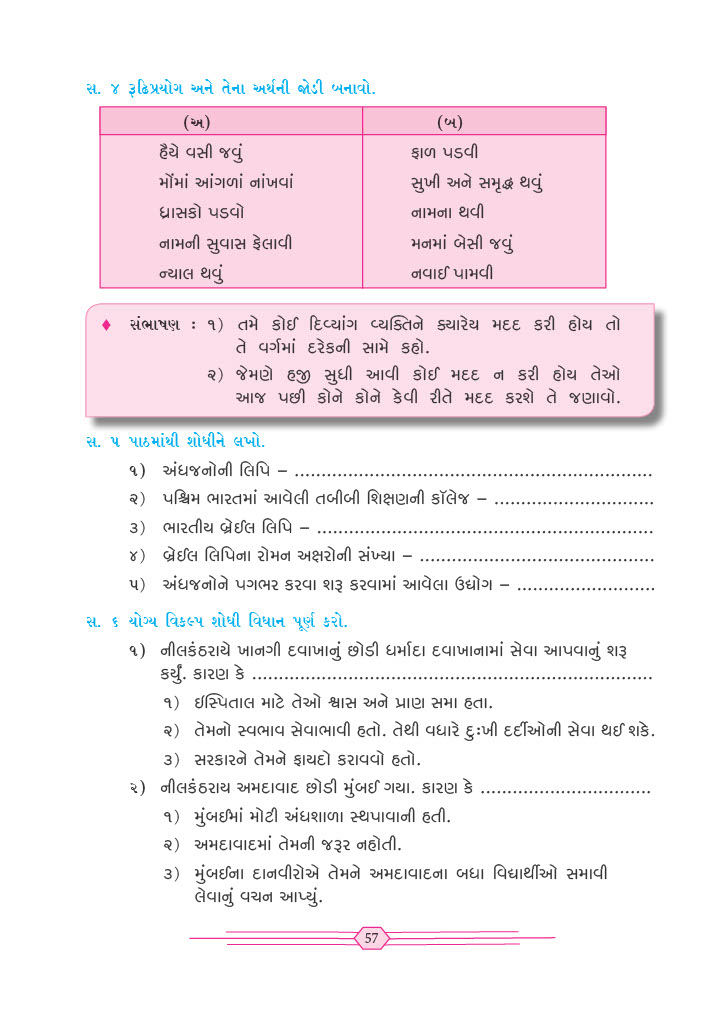 સ. ૪ રૂઢિપ્રયોગ અને તેના અર્થની જોડી બનાવો.
(અ) (બ)
હૈયે વસી જવું ફાળ પડવી
મોંમાં આંગળાં નાંખવાં સુખી અને સમૃદ્ધ થવું
ધ્રાસકો પડવો નામના થવી
નામની સુવાસ ફેલાવી મનમાં બેસી જવું
ન્યાલ થવું નવાઈ પામવી
♦ સંભાષણ : ૧) તમે કોઈ દિવ્યાંગ વ્યક્તિને ક્યારેય મદદ કરી હોય તો
તે વર્ગમાં દરેકની સામે કહો.
૨) જેમણે હજી સુધી આવી કોઈ મદદ ન કરી હોય તેઓ
આજ પછી કોને કોને કેવી રીતે મદદ કરશે તે જણાવો.
સ. ૫ પાઠમાંથી શોધીને લખો.
૧) અંધજનોની લિપિ – ....................................................................
૨) પશ્ચિમ ભારતમાં આવેલી તબીબી શિક્ષણની કૉલેજ – ..............................
૩) ભારતીય બ્રેઈલ લિપિ – ................................................................
૪) બ્રેઈલ લિપિના રોમન અક્ષરોની સંખ્યા – ............................................
૫) અંધજનોને પગભર કરવા શરૂ કરવામાં આવેલા ઉદ્યોગ – ..........................
સ. ૬ યોગ્ય વિકલ્પ શોધી વિધાન પૂર્ણ કરો.
૧) નીલકંઠરાયે ખાનગી દવાખાનું છોડી ધર્માદા દવાખાનામાં સેવા આપવાનું શરૂ
કર્યું. કારણ કે ............................................................................
૧) ઈસ્પિતાલ માટે તેઓ શ્વાસ અને પ્રાણ સમા હતા.
૨) તેમનો સ્વભાવ સેવાભાવી હતો. તેથી વધારે દુઃખી દર્દીઓની સેવા થઈ શકે.
૩) સરકારને તેમને ફાયદો કરાવવો હતો.
૨) નીલકંઠરાય અમદાવાદ છોડી મુંબઈ ગયા. કારણ કે ................................
૧) મુંબઈમાં મોટી અંધશાળા સ્થપાવાની હતી.
૨) અમદાવાદમાં તેમની જરૂર નહોતી.
૩) મુંબઈના દાનવીરોએ તેમને અમદાવાદના બધા વિદ્યાર્થીઓ સમાવી
લેવાનું વચન આપ્યું.
57